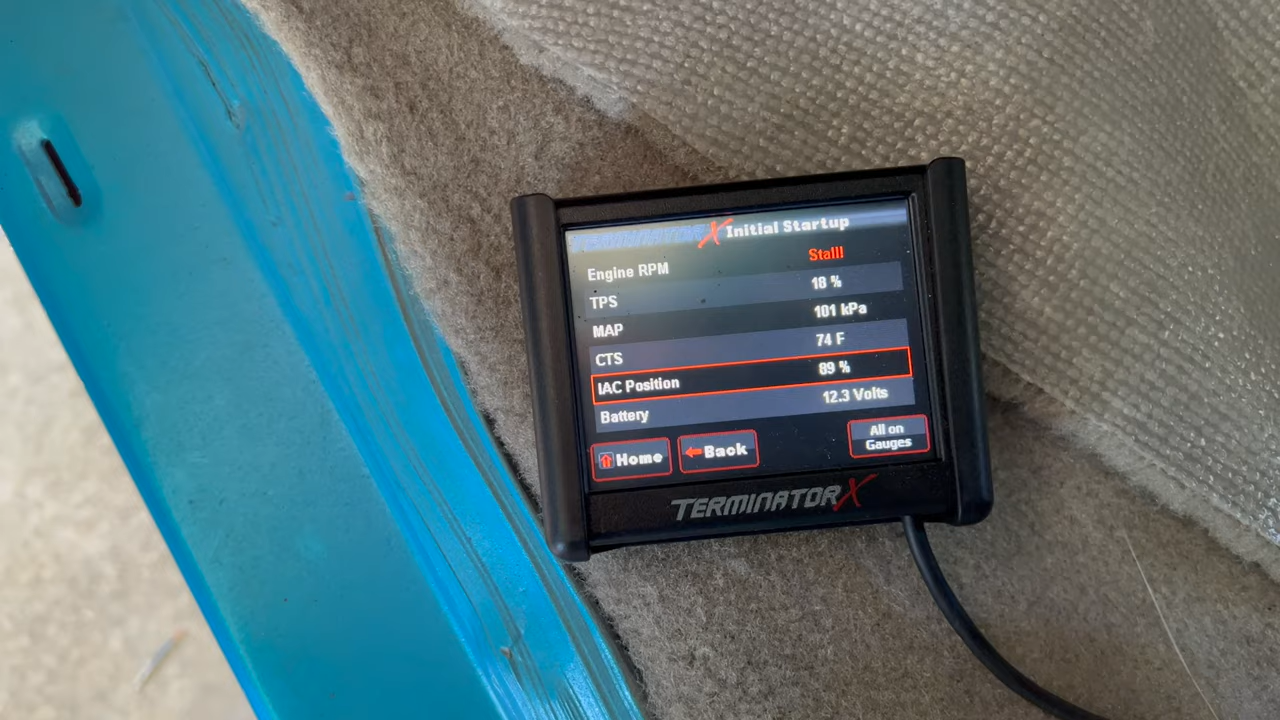 X Initial Startup
Engine RPM Stall!
TPS 18 %
MAP 101 kPa
CTS 74 F
IAC Position 89 %
Battery 12.3 Volts
Home Back All on
Gauges
TERMINATOR X